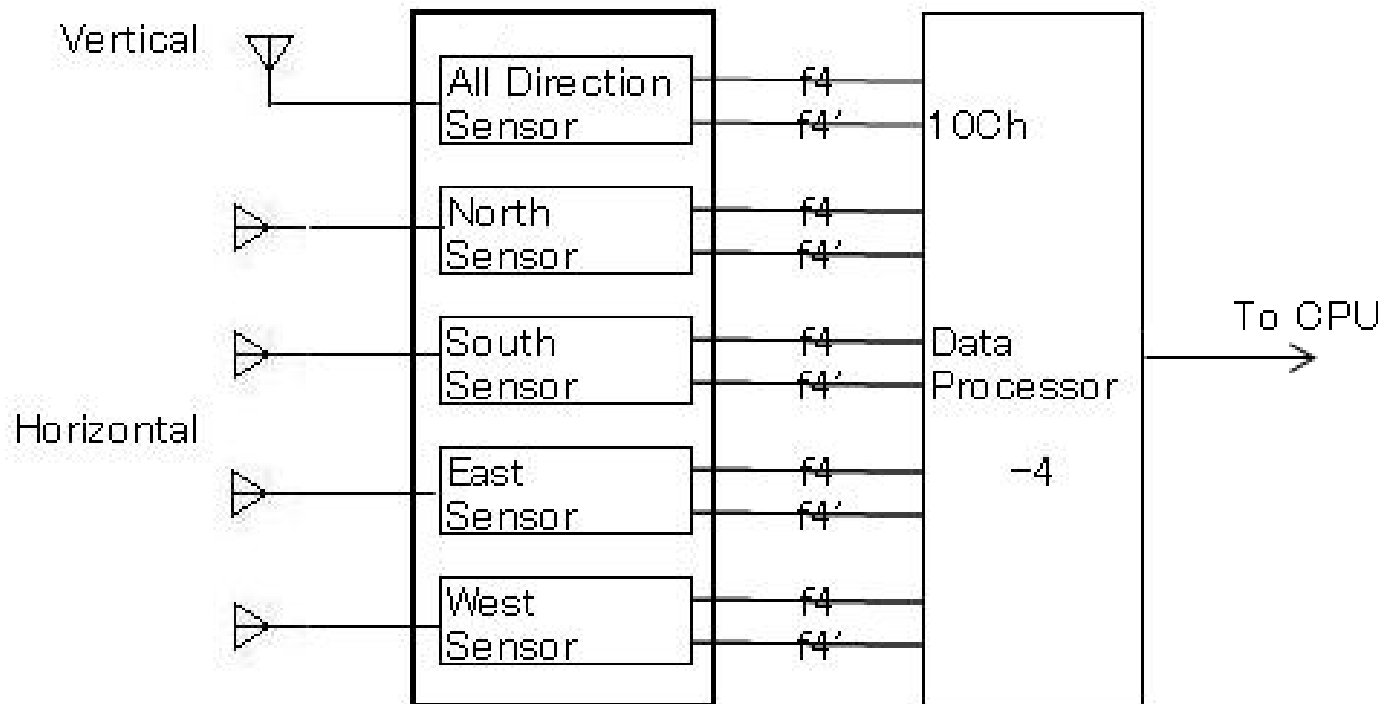 Vertical
All Direction
Sensor
f4
f4'
10Ch
North
Sensor
f4
f4'
South
Sensor
f4
f4'
Data
Processor
-4
To CPU
Horizontal
East
Sensor
f4
f4'
West
Sensor
f4
f4'